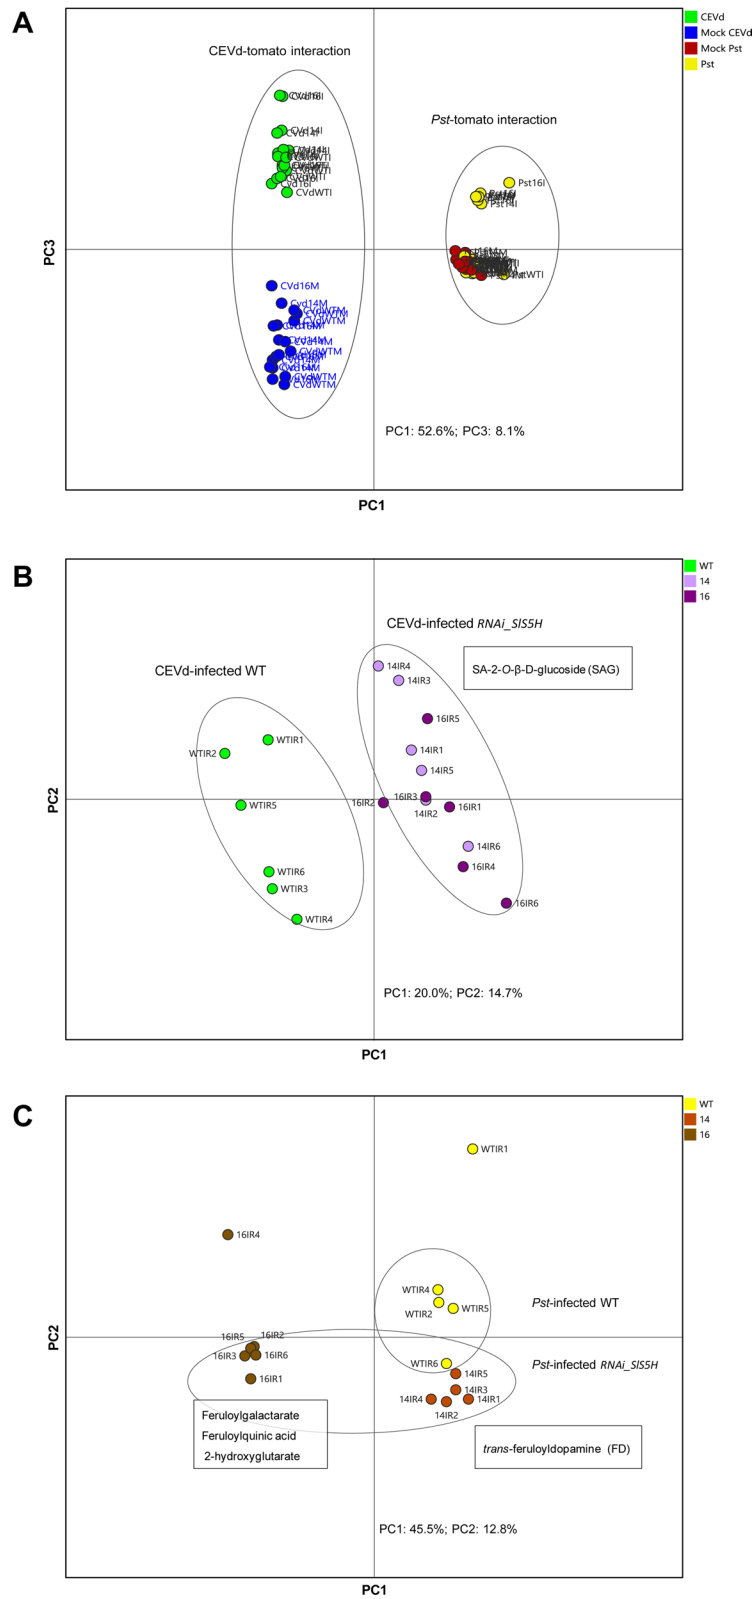 A
CEVd
Mock CEVd
Mock Pst
Pst
CEVd-tomato interaction
Pst-tomato interaction
Pst16I
Pst14I
CVdWTI
CVd16M
Cvd14M
CVdWTM
PC3
PC1: 52.6%; PC3: 8.1%
PC1
B
WT
14
16
CEVd-infected RNAi_SlS5H
CEVd-infected WT
SA-2-O-β-D-glucoside (SAG)
14IR4
14IR3
16IR5
WTIR1
WTIR2
14IR1
14IR5
16IR3
16IR2
16IR1
WTIR5
14IR2
14IR6
16IR4
WTIR6
WTIR3
16IR6
WTIR4
PC2
PC1: 20.0%; PC2: 14.7%
PC1
C
WT
14
16
WTIR1
16IR4
WTIR4
WTIR5
WTIR2
Pst-infected WT
16IR5
16IR2
16IR3
16IR6
WTIR6
Pst-infected RNAi_SlS5H
14IR5
16IR1
14IR3
14IR4
14IR1
14IR2
Feruloylgalactarate
Feruloylquinic acid
2-hydroxyglutarate
trans-feruloyldopamine (FD)
PC2
PC1: 45.5%; PC2: 12.8%
PC1